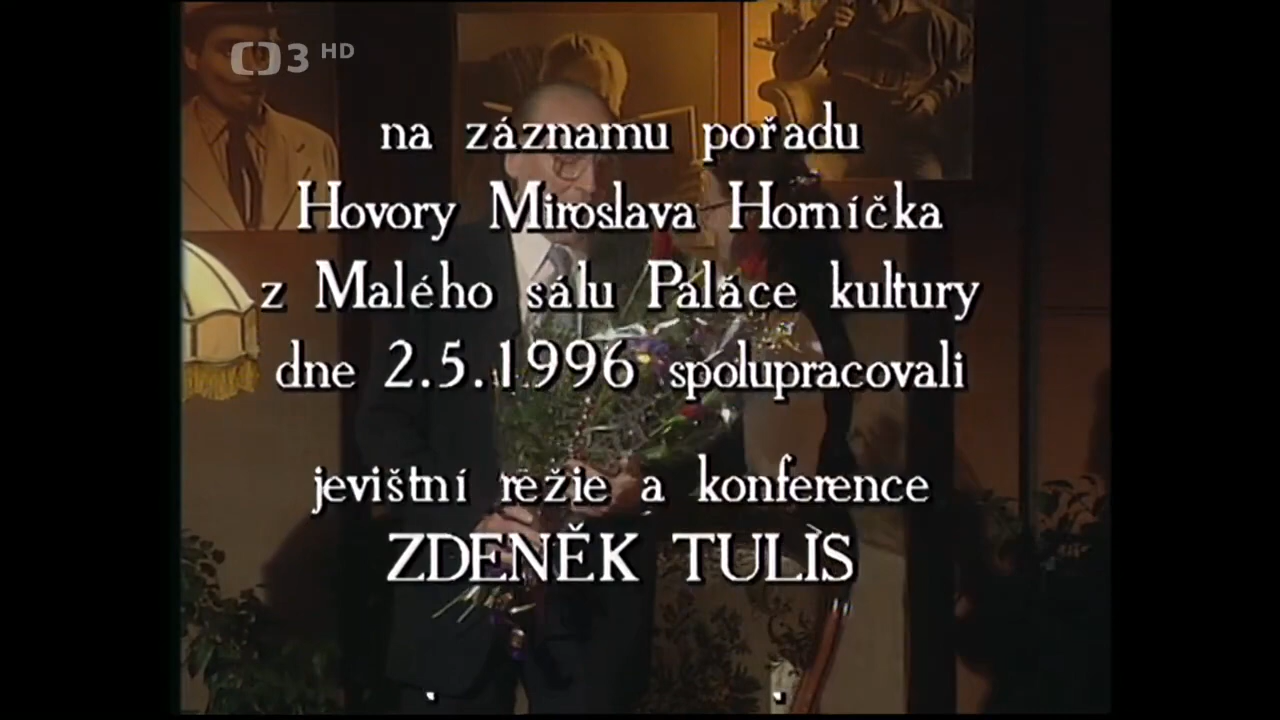 ČT3 HD
na záznamu pořadu
Hovory Miroslava Horníčka
z Malého sálu Paláce kultury
dne 2.5.1996 spolupracovali
jevištní režie a konference
ZDENĚK TULIS